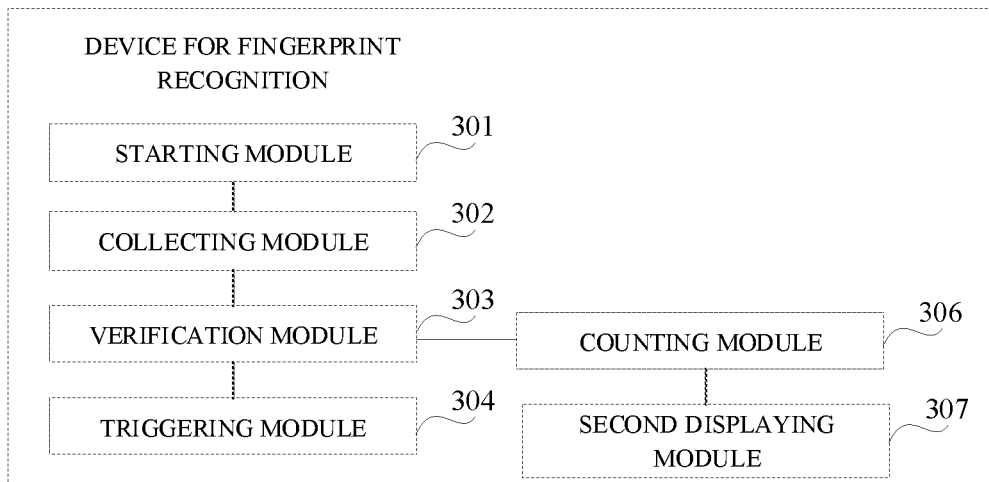 DEVICE FOR FINGERPRINT
RECOGNITION
301
STARTING MODULE
302
COLLECTING MODULE
303
VERIFICATION MODULE
306
COUNTING MODULE
304
TRIGGERING MODULE
307
SECOND DISPLAYING
MODULE